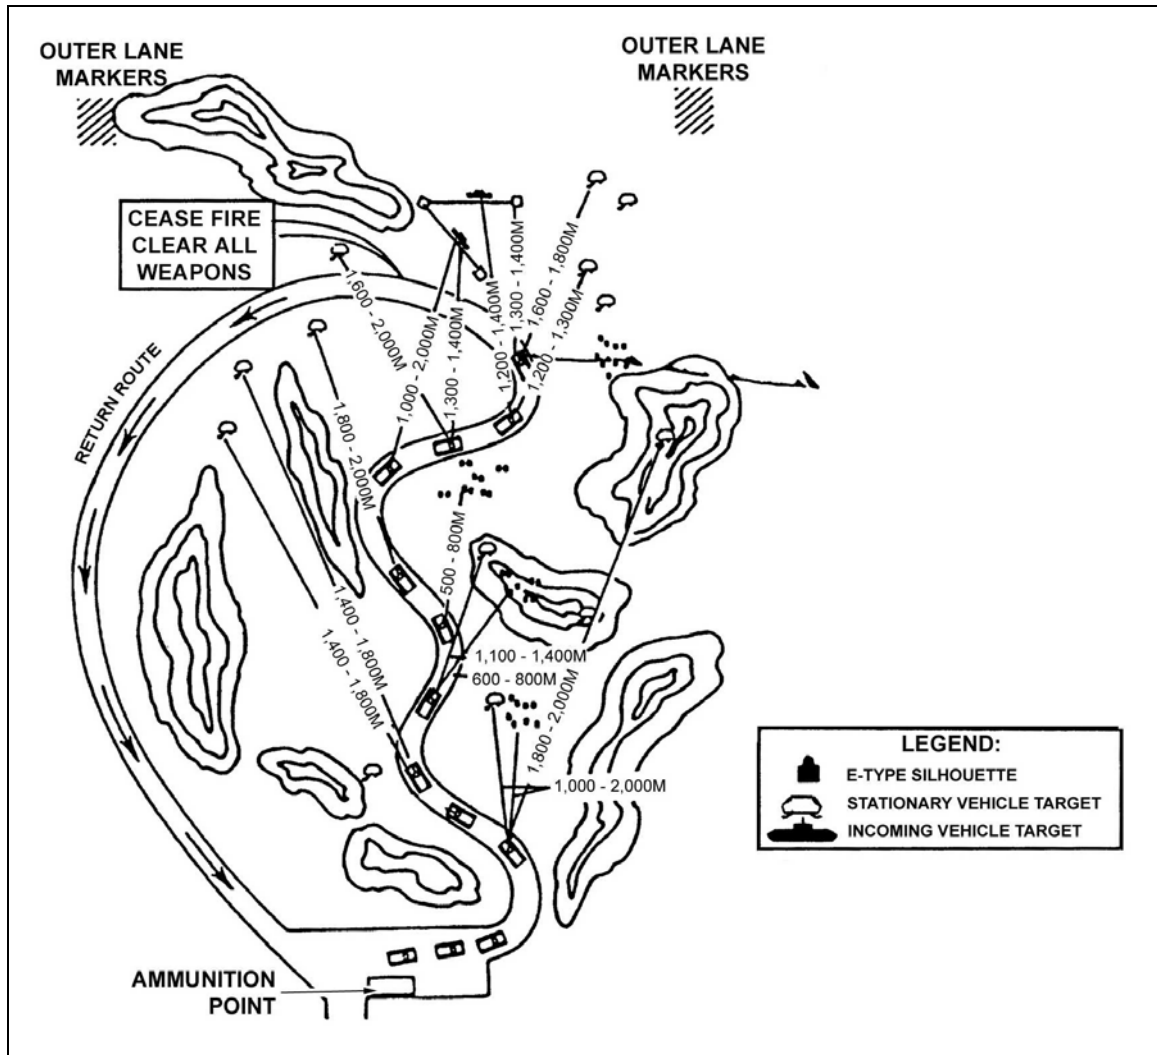 OUTER LANE
MARKERS
OUTER LANE
MARKERS
CEASE FIRE
CLEAR ALL
WEAPONS
RETURN ROUTE
1,600 - 2,000M
1,000 - 2,000M
1,300 - 1,400M
1,200 - 1,400M
1,300 - 1,400M
1,600 - 1,800M
1,200 - 1,300M
1,800 - 2,000M
500 - 800M
1,400 - 1,800M
1,400 - 1,800M
1,100 - 1,400M
600 - 800M
1,800 - 2,000M
1,000 - 2,000M
LEGEND:
E-TYPE SILHOUETTE
STATIONARY VEHICLE TARGET
INCOMING VEHICLE TARGET
AMMUNITION
POINT